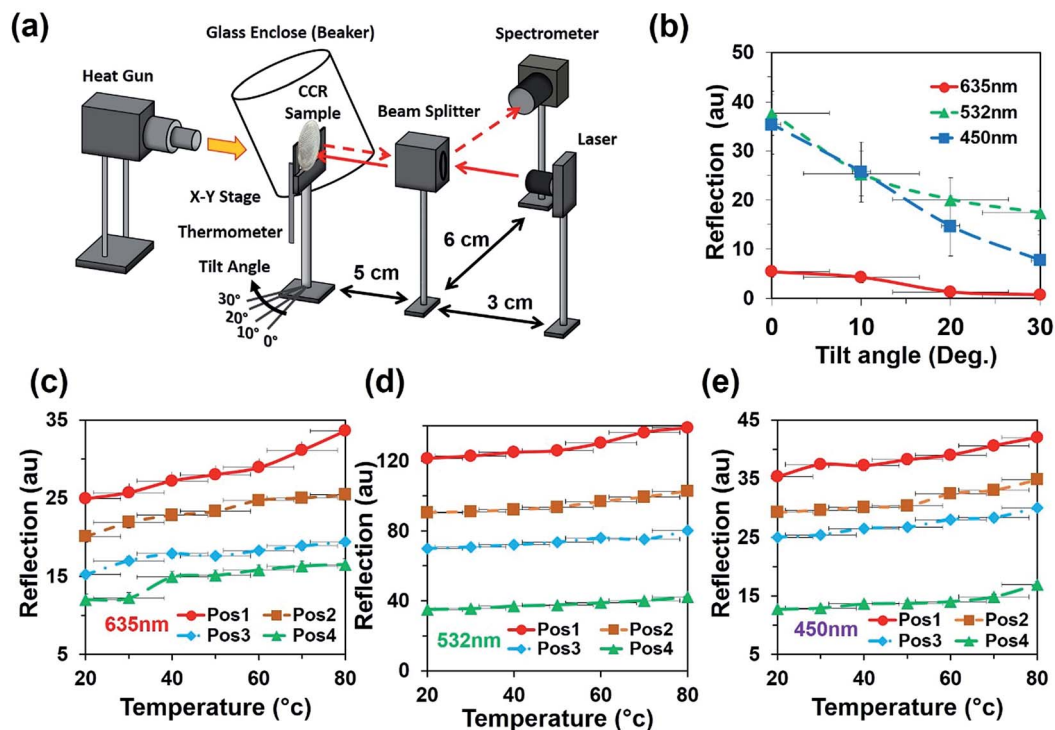 (a)
Glass Enclose (Beaker)
Spectrometer
Heat Gun
CCR
Sample
Beam Splitter
Laser
X-Y Stage
Thermometer
Tilt Angle
30°
20°
10°
0°
5 cm
6 cm
3 cm
(b)
Reflection (au)
50
40
30
20
10
0
635nm
532nm
450nm
0
10
20
30
Tilt angle (Deg.)
(c)
Reflection (au)
35
25
15
5
635nm
Pos1
Pos2
Pos3
Pos4
20
40
60
80
Temperature (°c)
(d)
Reflection (au)
120
80
40
0
532nm
Pos1
Pos2
Pos3
Pos4
20
30
40
50
60
70
80
Temperature (°c)
(e)
Reflection (au)
45
35
25
15
5
450nm
Pos1
Pos2
Pos3
Pos4
20
40
60
80
Temperature (°c)